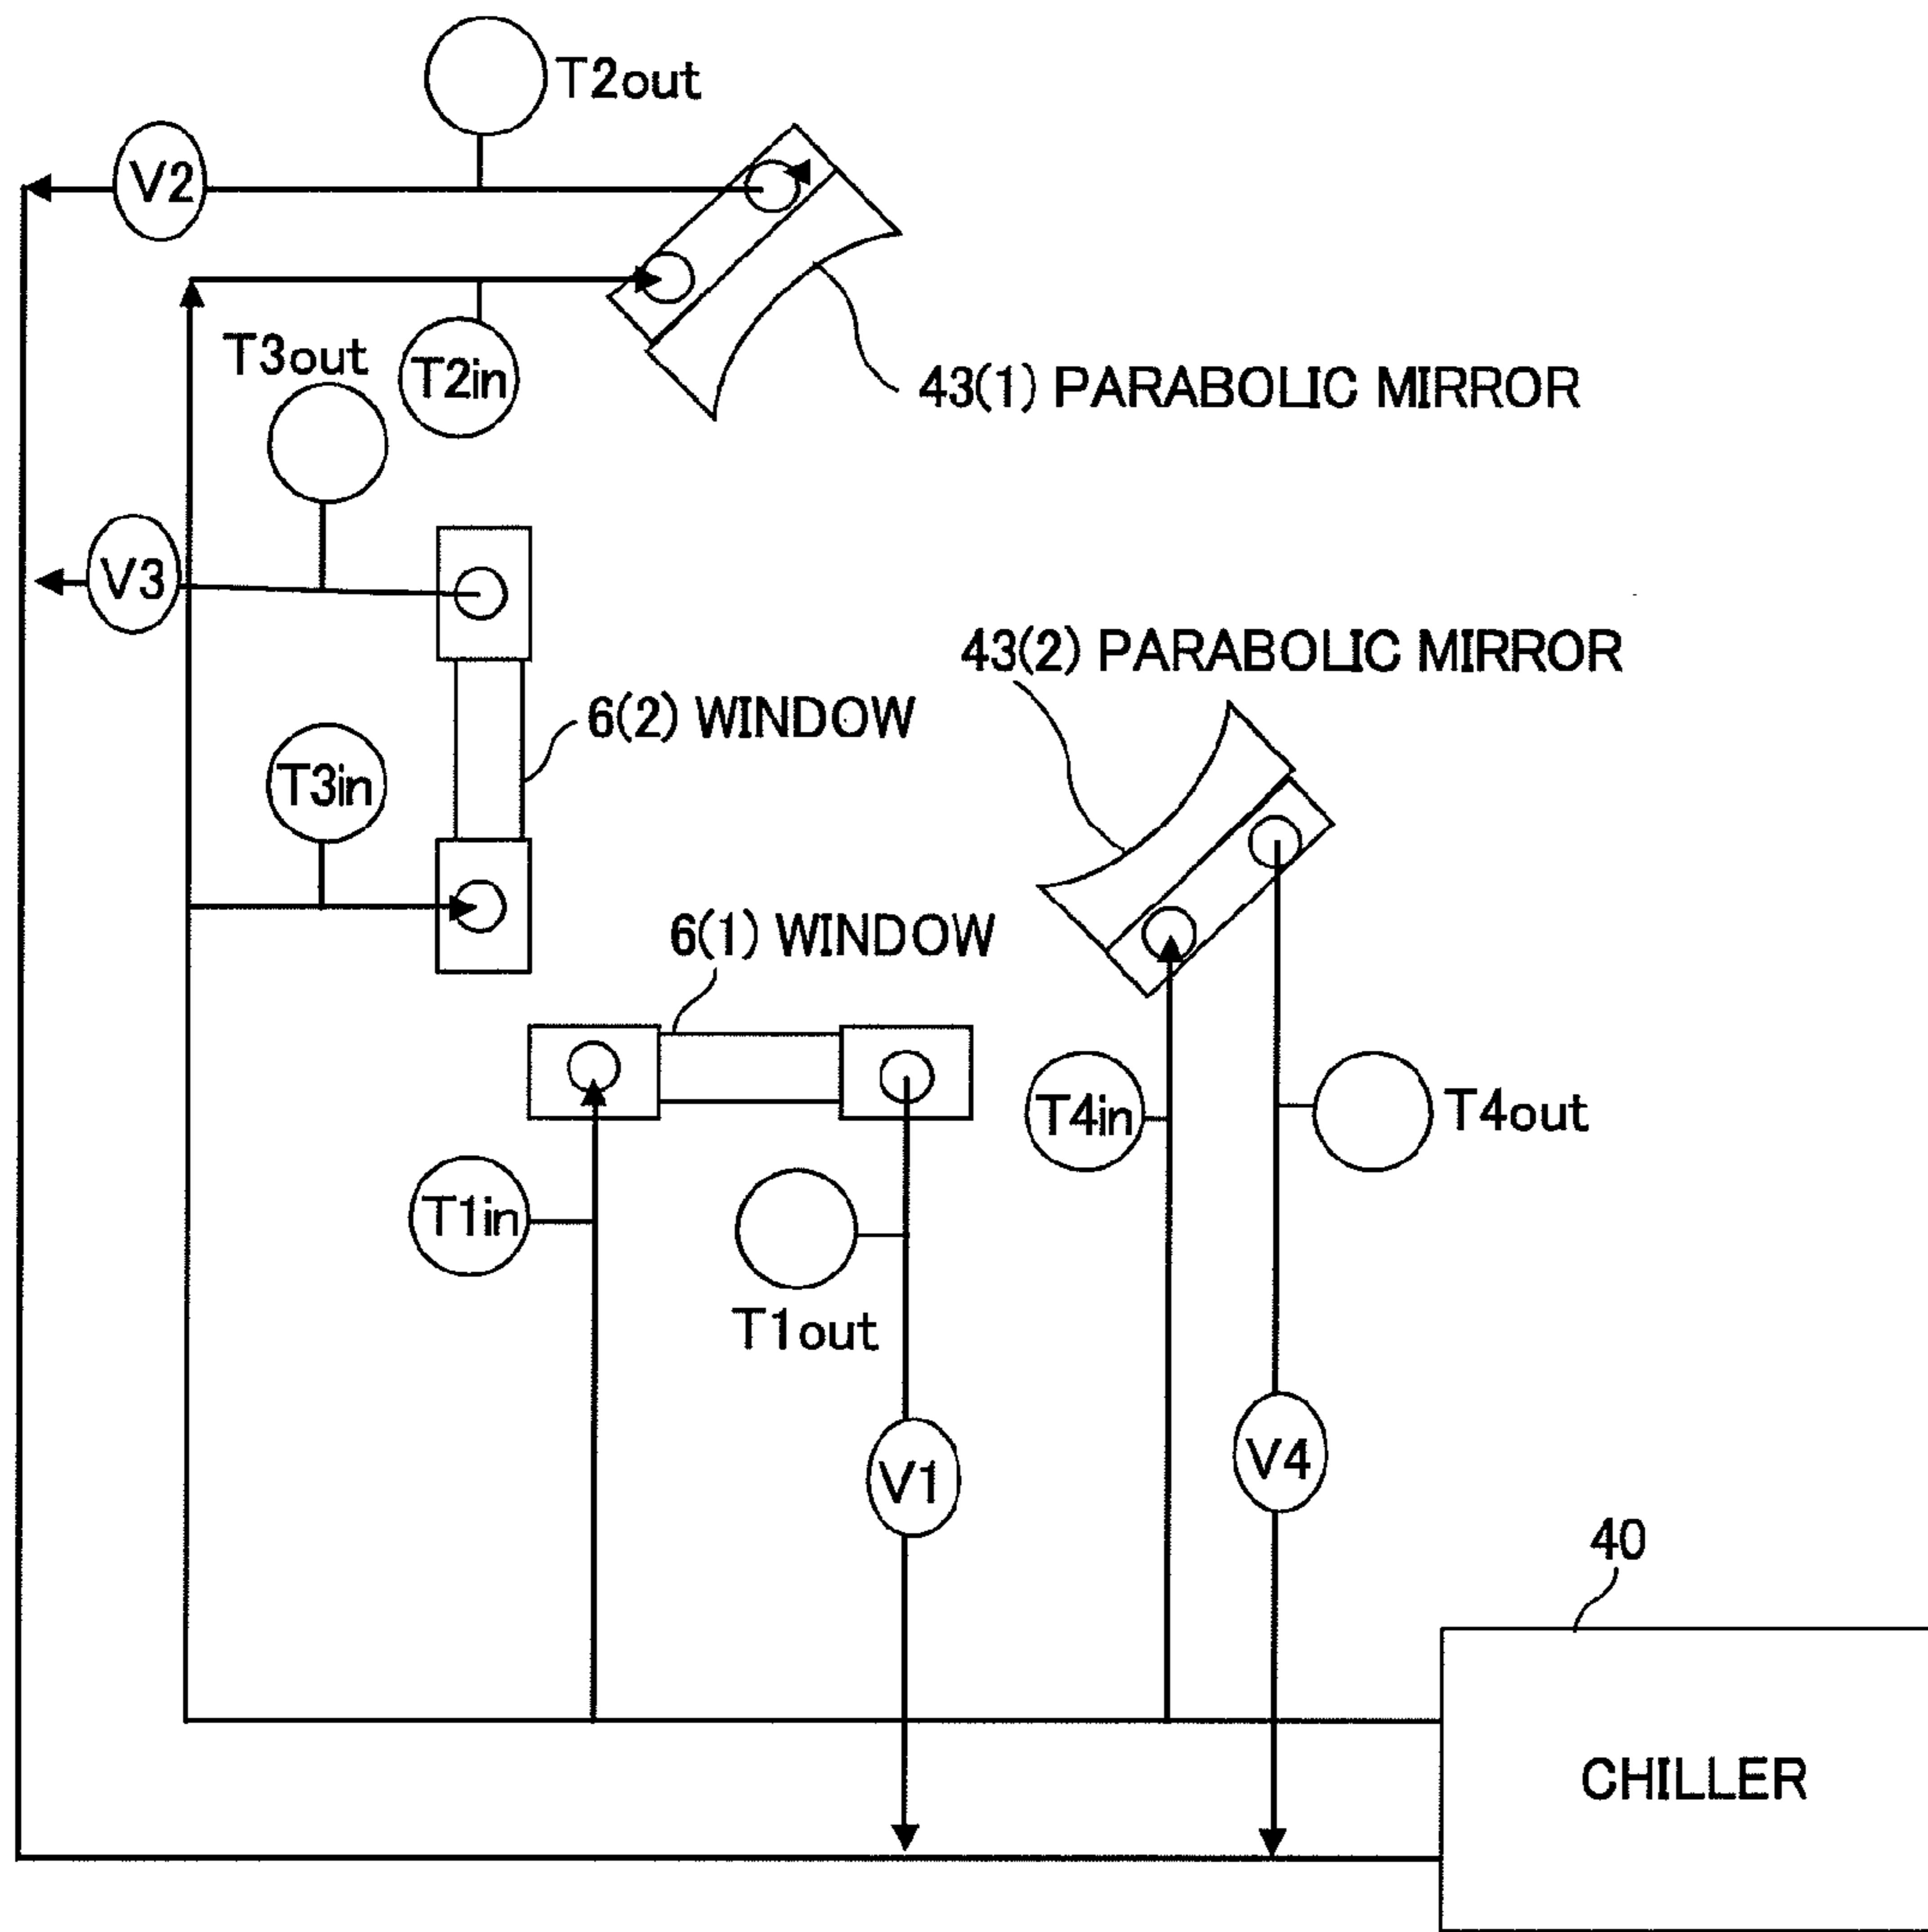 T2out
V2
T3out
T2in
43(1) PARABOLIC MIRROR
V3
43(2) PARABOLIC MIRROR
6(2) WINDOW
T3in
6(1) WINDOW
T4in
T4out
T1in
T1out
V1
V4
40
CHILLER